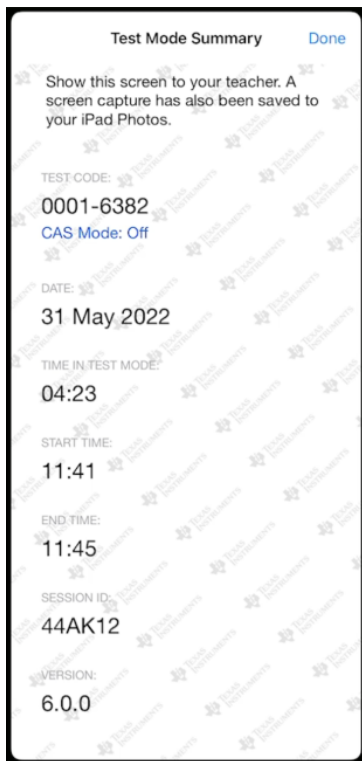 Test Mode Summary Done
Show this screen to your teacher. A
screen capture has also been saved to
your iPad Photos.
TEST CODE:
0001-6382
CAS Mode: Off
DATE:
31 May 2022
TIME IN TEST MODE:
04:23
START TIME:
11:41
END TIME:
11:45
SESSION ID:
44AK12
VERSION:
6.0.0
TEXAS
INSTRUMENTS